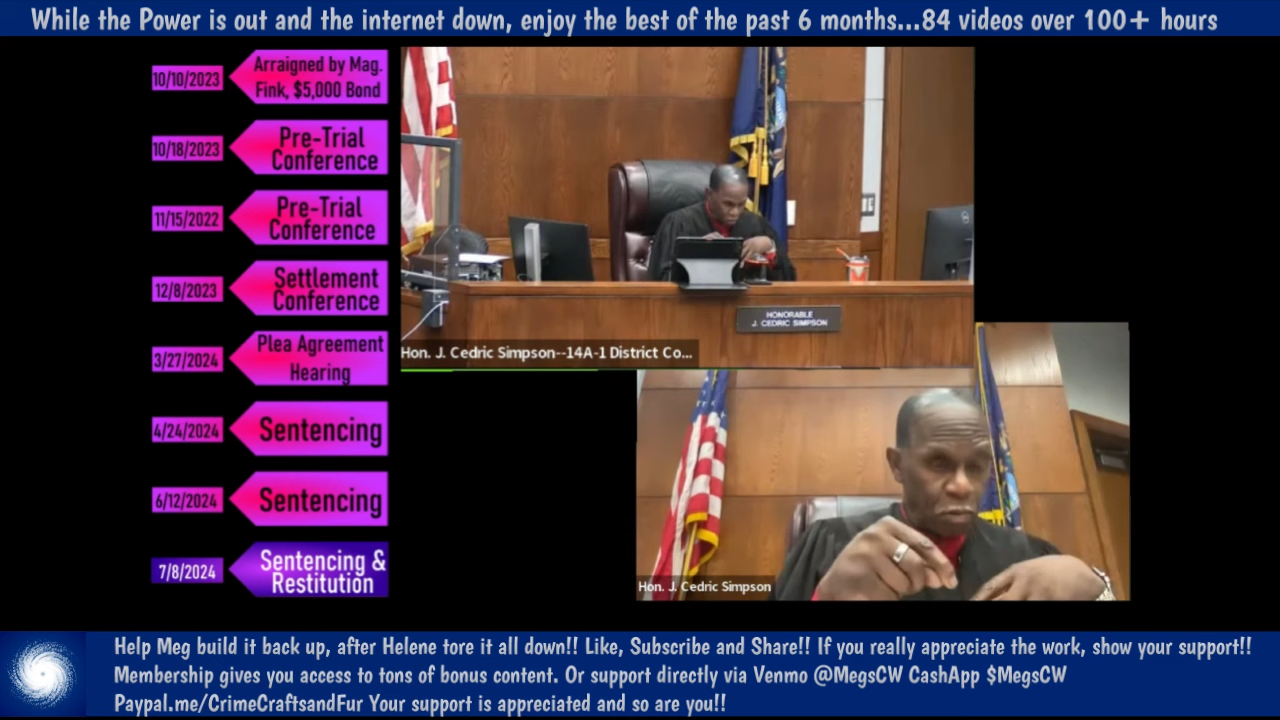 While the Power is out and the internet down, enjoy the best of the past 6 months...84 videos over 100+ hours
10/10/2023
Arraigned by Mag.
Fink, $5,000 Bond
10/18/2023
Pre-Trial
Conference
11/15/2022
Pre-Trial
Conference
12/8/2023
Settlement
Conference
3/27/2024
Plea Agreement
Hearing
4/24/2024
Sentencing
6/12/2024
Sentencing
7/8/2024
Sentencing &
Restitution
HONORABLE
J. CEDRIC SIMPSON
Hon. J. Cedric Simpson--14A-1 District Co...
Hon. J. Cedric Simpson
Help Meg build it back up, after Helene tore it all down!! Like, Subscribe and Share!! If you really appreciate the work, show your support!!
Membership gives you access to tons of bonus content. Or support directly via Venmo @MegsCW CashApp $MegsCW
Paypal.me/CrimeCraftsandFur Your support is appreciated and so are you!!